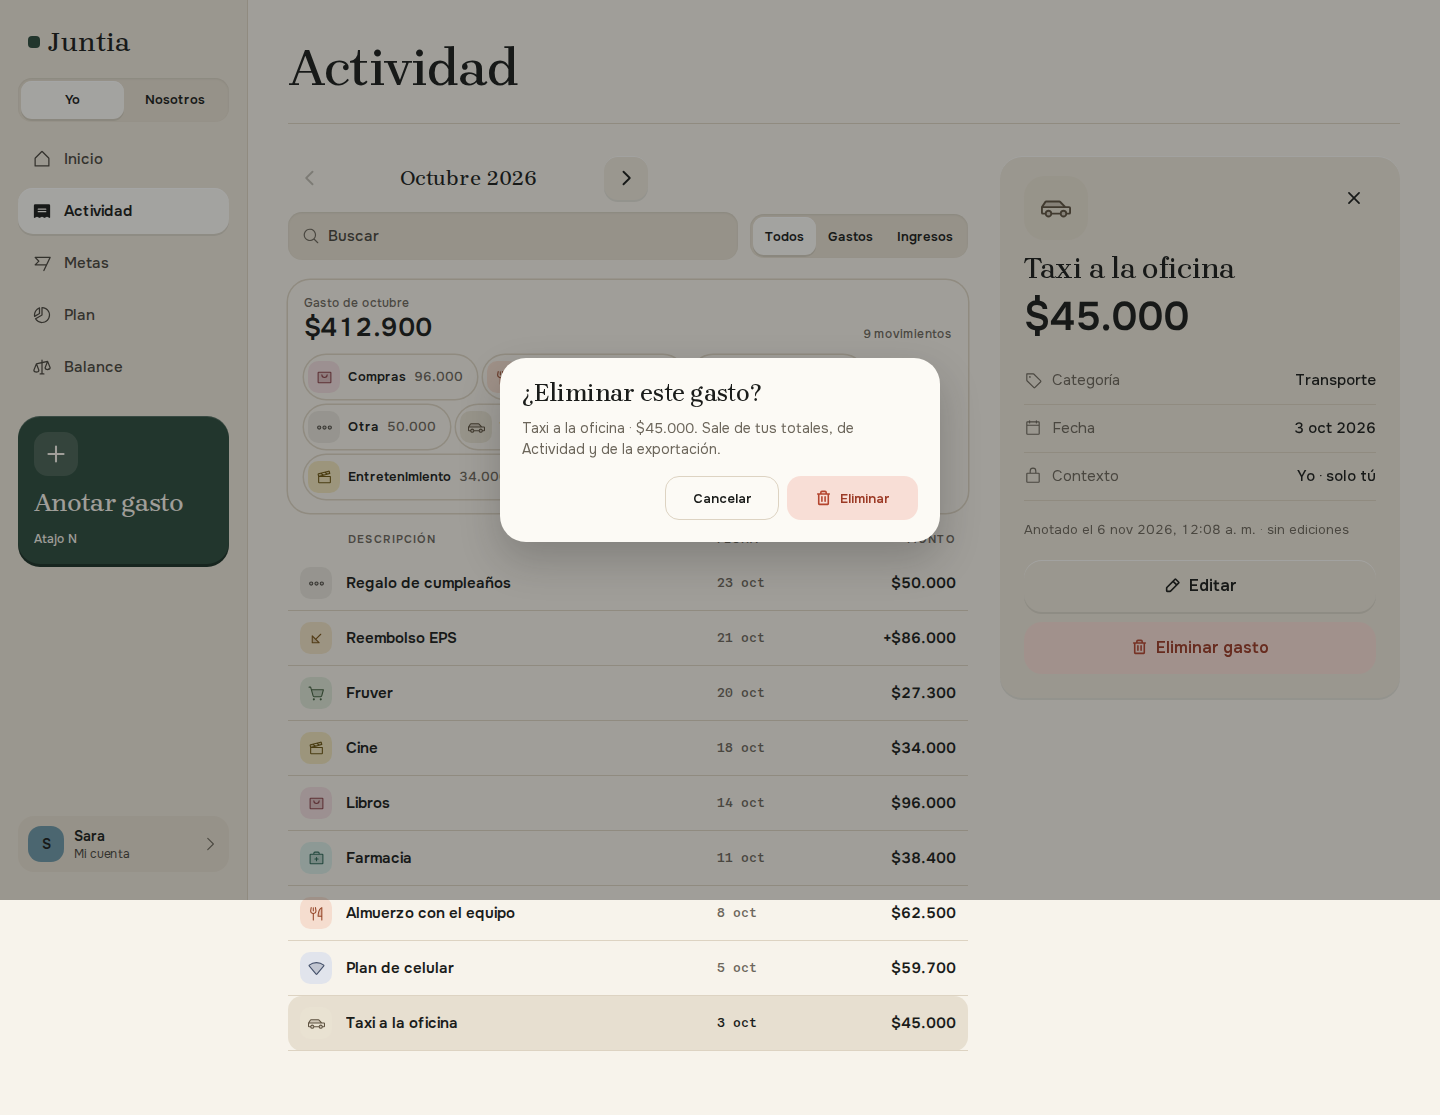 Juntia
Yo
Nosotros
Inicio
Actividad
Metas
Plan
Balance
Anotar gasto
Atajo N
Sara
S
Mi cuenta
Actividad
Octubre 2026
Buscar
Todos
Gastos
Ingresos
Gasto de octubre
$412.900
9 movimientos
Compras 96.000
Otra 50.000
Entretenimiento
¿Eliminar este gasto?
Taxi a la oficina · $45.000. Sale de tus totales, de
Actividad y de la exportación.
Cancelar
Eliminar
DESCRIPCIÓN
Regalo de cumpleaños 23 oct $50.000
Reembolso EPS 21 oct +$86.000
Fruver 20 oct $27.300
Cine 18 oct $34.000
Libros 14 oct $96.000
Farmacia 11 oct $38.400
Almuerzo con el equipo 8 oct $62.500
Plan de celular 5 oct $59.700
Taxi a la oficina 3 oct $45.000
Taxi a la oficina
$45.000
Categoría Transporte
Fecha 3 oct 2026
Contexto Yo · solo tú
Anotado el 6 nov 2026, 12:08 a. m. · sin ediciones
Editar
Eliminar gasto